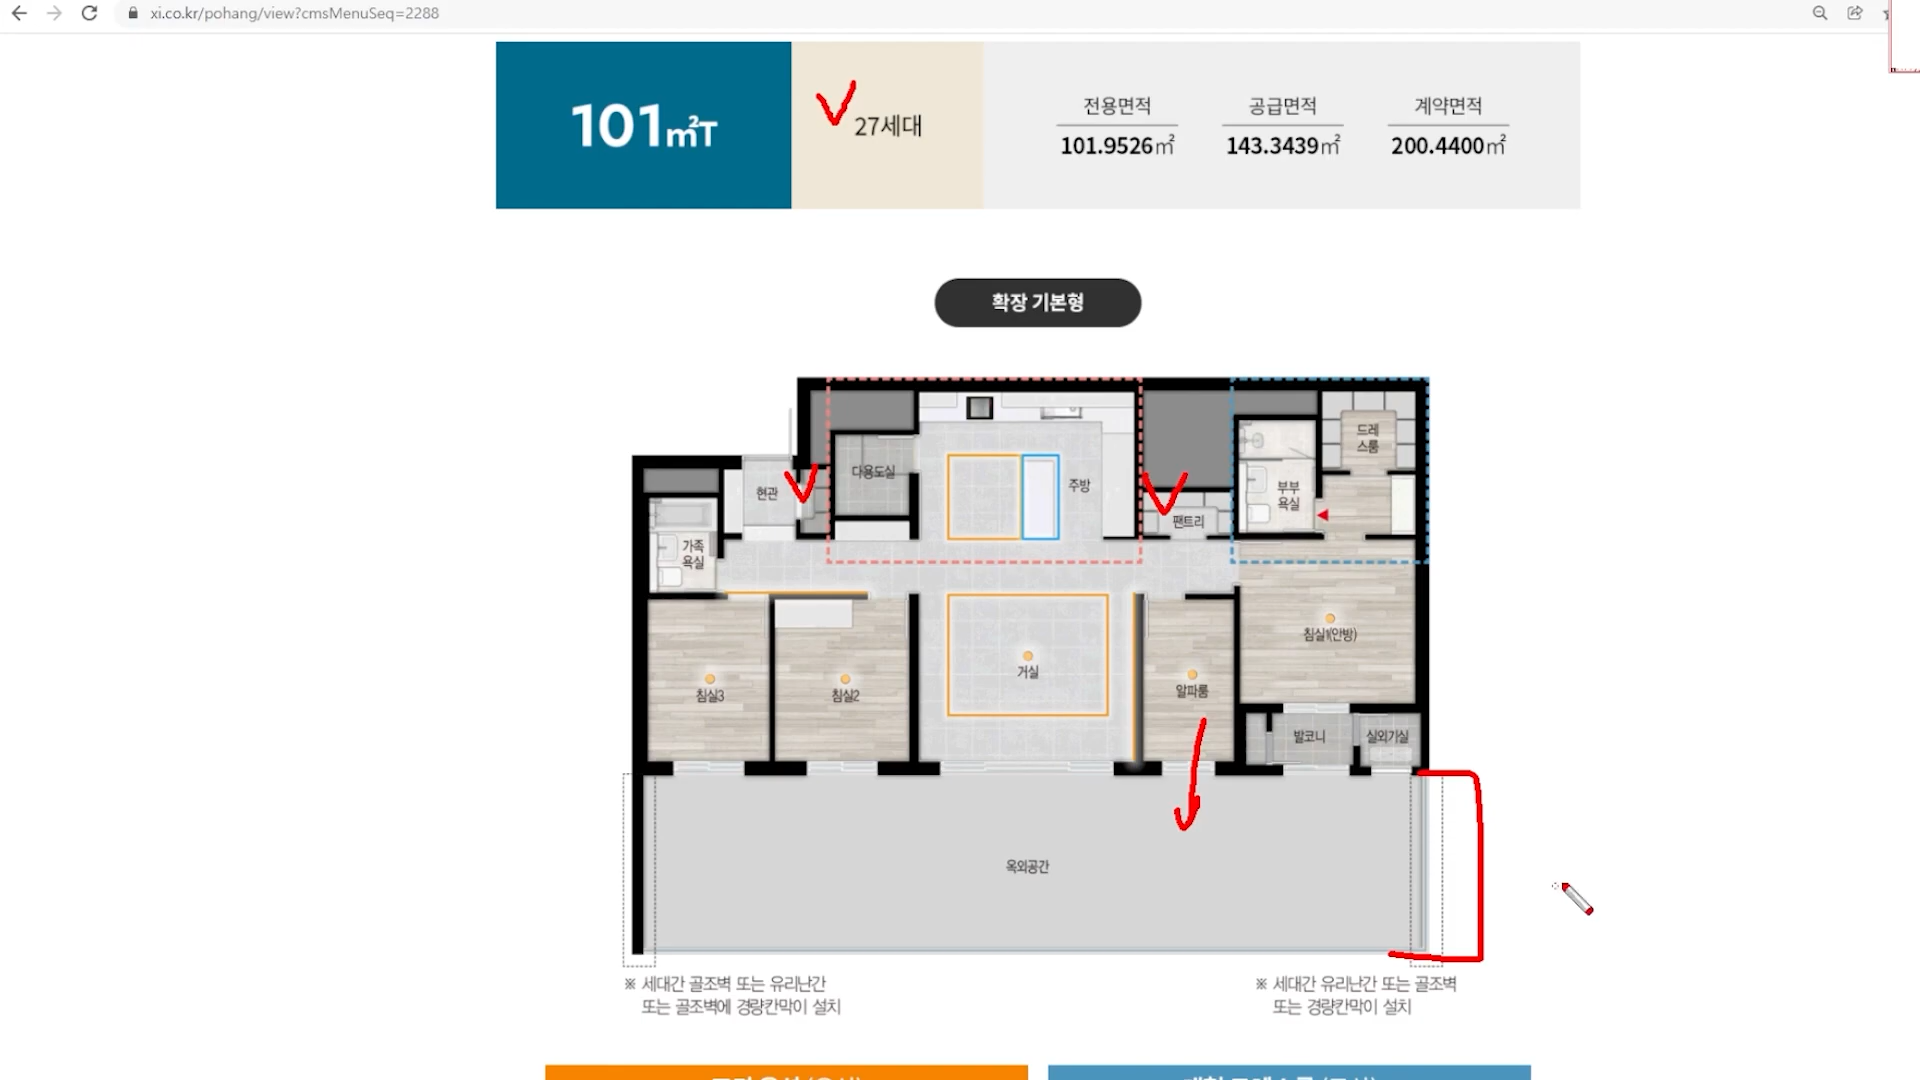 xi.co.kr/pohang/view?cmsMenuSeq=2288
101㎡T
27세대
전용면적
공급면적
계약면적
101.9526㎡
143.3439㎡
200.4400㎡
확장 기본형
드레
스룸
다용도실
주방
현관
부부
욕실
팬트리
가족
욕실
침실1(안방)
거실
침실3
침실2
알파룸
발코니
실외기실
옥외공간
※ 세대간 골조벽 또는 유리난간
또는 골조벽에 경량칸막이 설치
※ 세대간 유리난간 또는 골조벽
또는 경량칸막이 설치